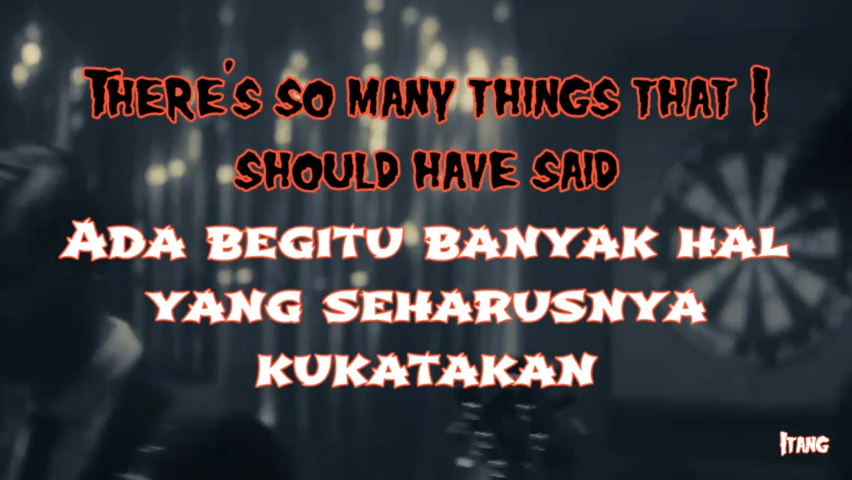 There's so many things that I
should have said
Ada begitu banyak hal
yang seharusnya
kukatakan
Itang